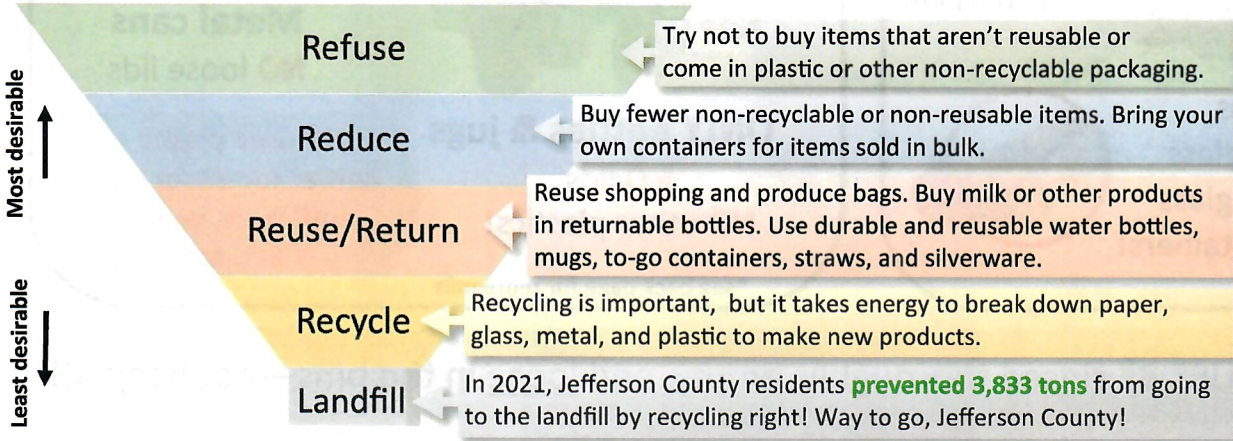 Refuse
Try not to buy items that aren't reusable or
come in plastic or other non-recyclable packaging.
Most desirable
Reduce
Buy fewer non-recyclable or non-reusable items. Bring your
own containers for items sold in bulk.
Reuse/Return
Reuse shopping and produce bags. Buy milk or other products
in returnable bottles. Use durable and reusable water bottles,
mugs, to-go containers, straws, and silverware.
Least desirable
Recycle
Recycling is important, but it takes energy to break down paper,
glass, metal, and plastic to make new products.
Landfill
In 2021, Jefferson County residents prevented 3,833 tons from going
to the landfill by recycling right! Way to go, Jefferson County!